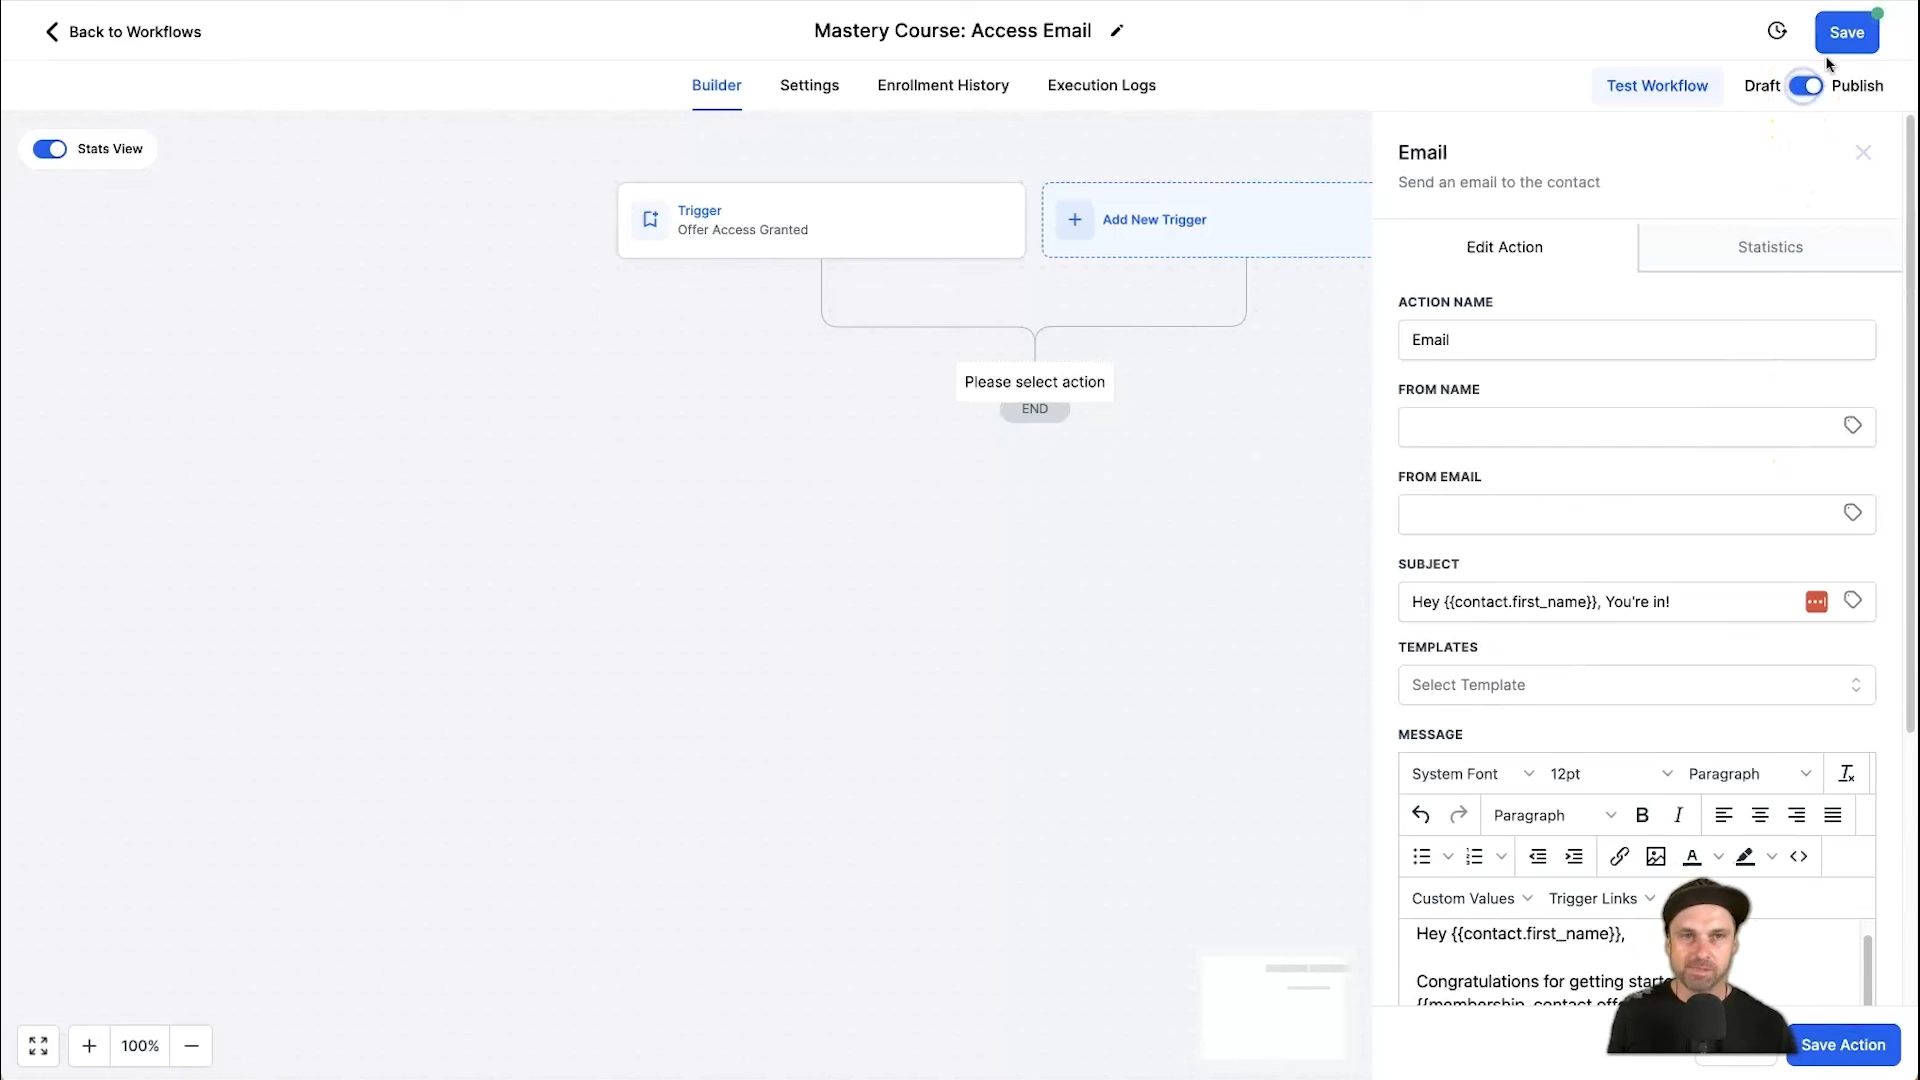 Back to Workflows
Mastery Course: Access Email
Save
Builder
Settings
Enrollment History
Execution Logs
Test Workflow
Draft
Publish
Stats View
Trigger
Offer Access Granted
Add New Trigger
Please select action
END
Email
Send an email to the contact
Edit Action
Statistics
ACTION NAME
Email
FROM NAME
FROM EMAIL
SUBJECT
Hey {{contact.first_name}}, You're in!
TEMPLATES
Select Template
MESSAGE
System Font
12pt
Paragraph
Paragraph
B
I
A
Custom Values
Trigger Links
Hey {{contact.first_name}},
Congratulations for getting
100%
Save Action